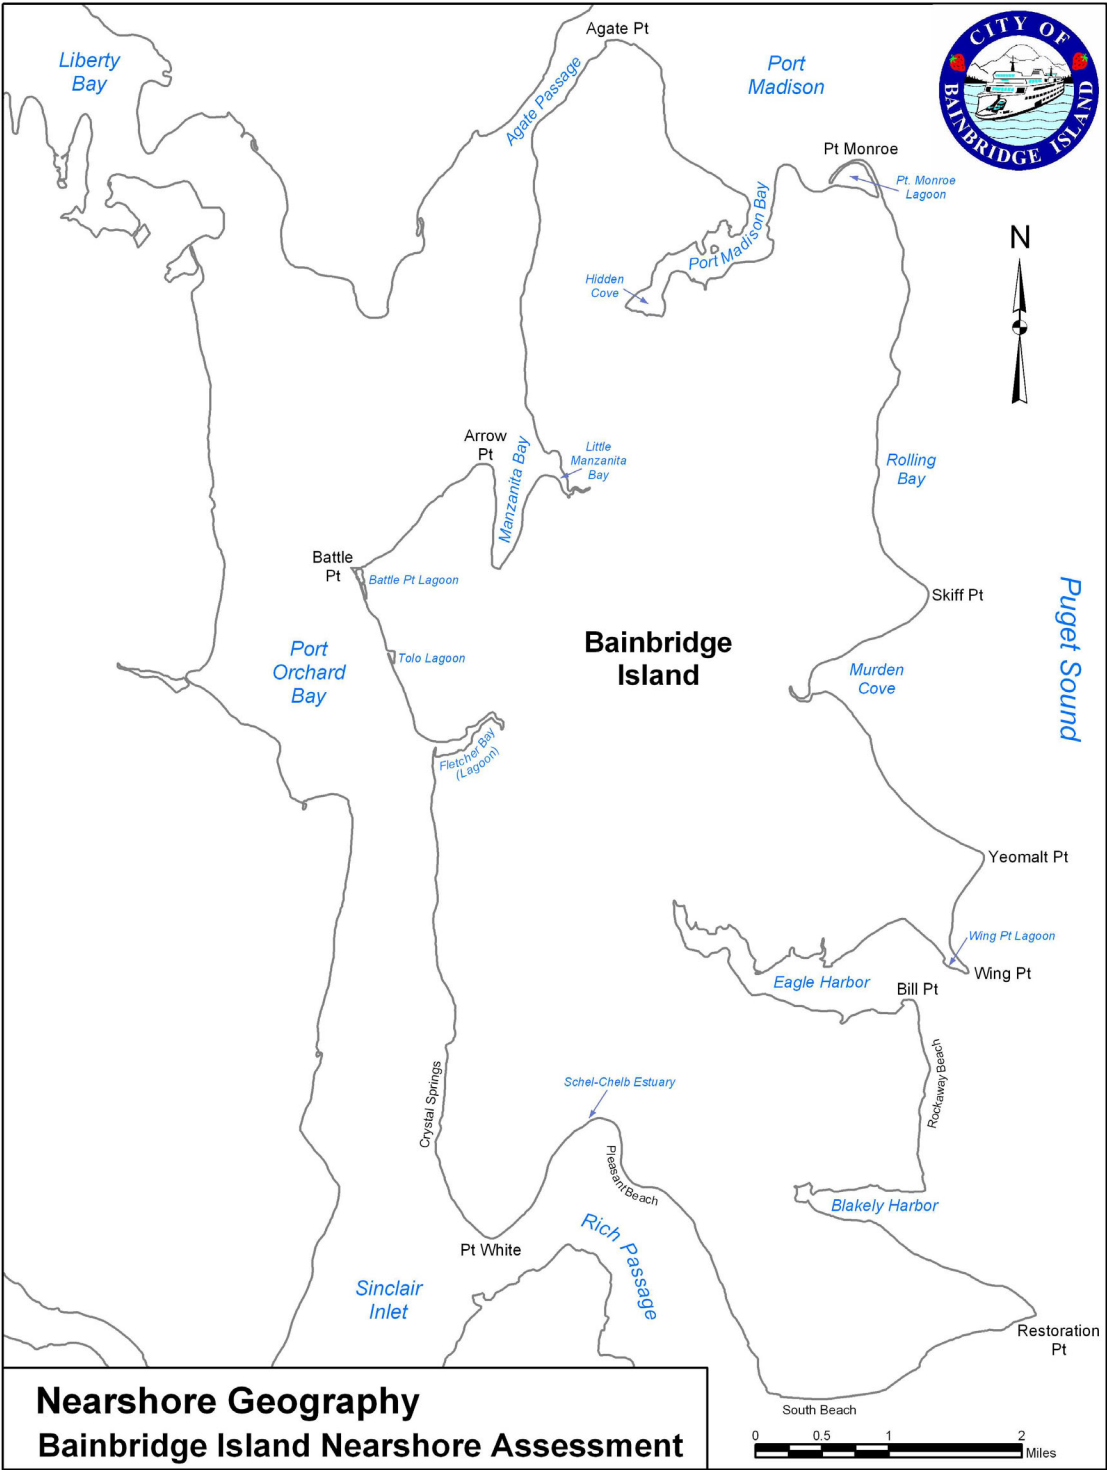 Agate Pt
CITY OF
BAINBRIDGE ISLAND
Liberty
Bay
Port
Madison
Agate Passage
Pt Monroe
Pt. Monroe
Lagoon
Port Madison Bay
N
Hidden
Cove
Arrow
Pt
Manzanita Bay
Little
Manzanita
Bay
Rolling
Bay
Battle
Pt
Battle Pt Lagoon
Skiff Pt
Puget Sound
Bainbridge
Island
Port
Orchard
Bay
Tolo Lagoon
Murden
Cove
Fletcher Bay
(Lagoon)
Yeomalt Pt
Wing Pt Lagoon
Wing Pt
Eagle Harbor
Bill Pt
Rockaway Beach
Crystal Springs
Schel-Chelb Estuary
Pleasant Beach
Blakely Harbor
Rich Passage
Pt White
Sinclair
Inlet
Restoration
Pt
South Beach
Nearshore Geography
Bainbridge Island Nearshore Assessment
0 0.5 1 2
Miles